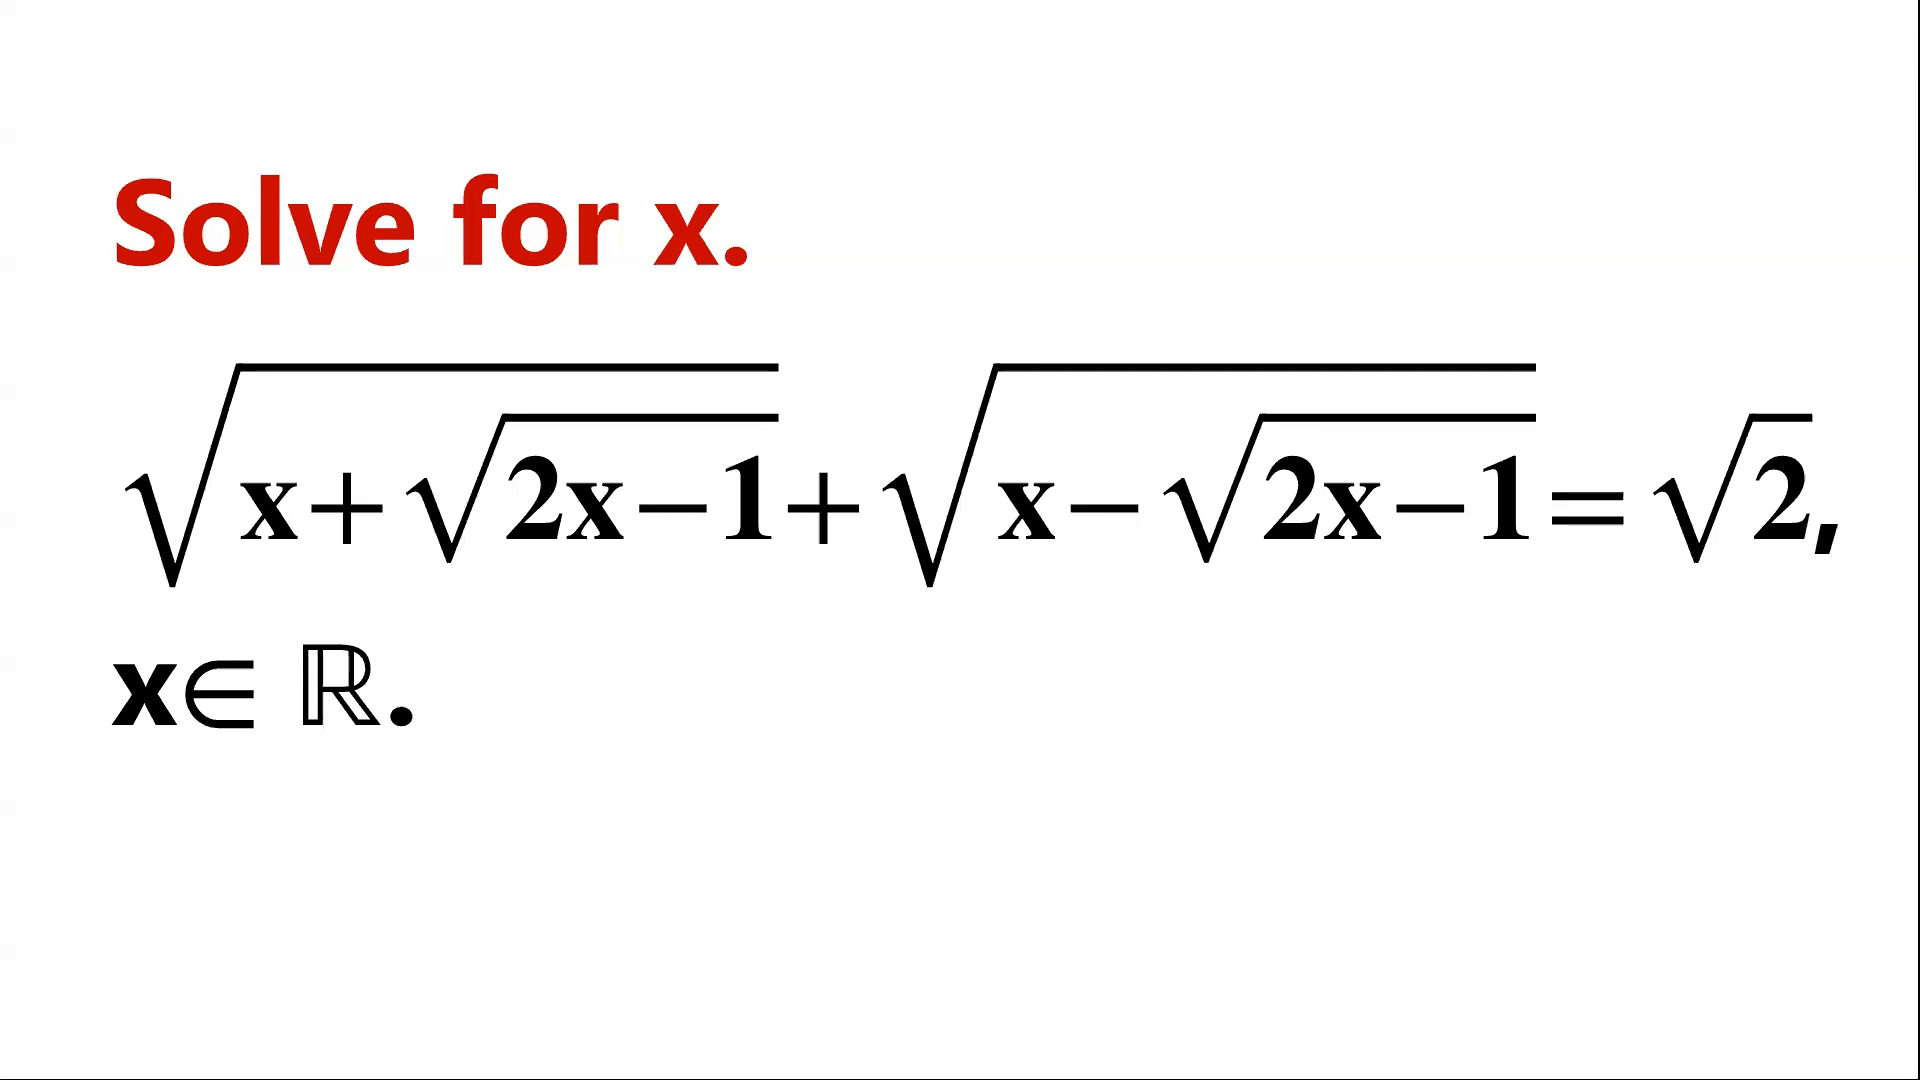 Solve for x.
√(x+√(2x−1))+√(x−√(2x−1))=√2,
x∈ ℝ.